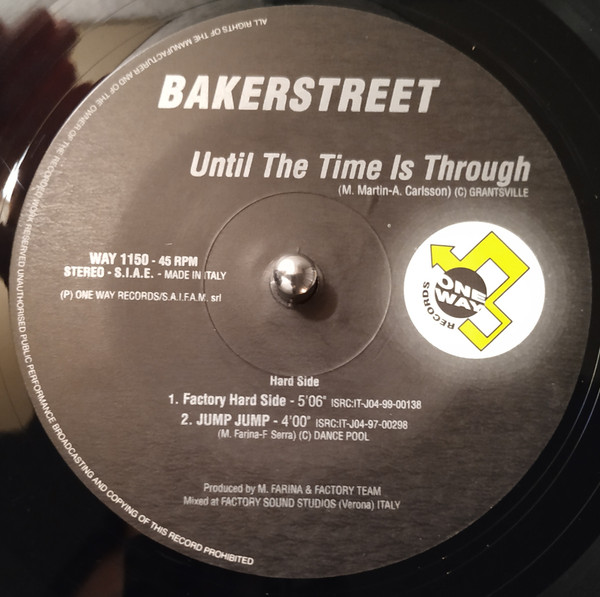 BAKERSTREET
Until The Time Is Through
(M. Martin-A. Carlsson) (C) GRANTSVILLE
WAY 1150 - 45 RPM
STEREO - S.I.A.E. - MADE IN ITALY
(P) ONE WAY RECORDS/S.A.I.F.A.M. srl
ONE
WAY
RECORDS
Hard Side
1. Factory Hard Side - 5'06" ISRC:IT-J04-99-00138
2. JUMP JUMP - 4'00" ISRC:IT-J04-97-00298
(M. Farina-F Serra) (C) DANCE POOL
Produced by M. FARINA & FACTORY TEAM
Mixed at FACTORY SOUND STUDIOS (Verona) ITALY
ALL RIGHTS OF THE MANUFACTURER AND OF THE OWNER OF THE RECORDED WORK RESERVED UNAUTHORISED PUBLIC PERFORMANCE BROADCASTING AND COPYING OF THIS RECORD PROHIBITED